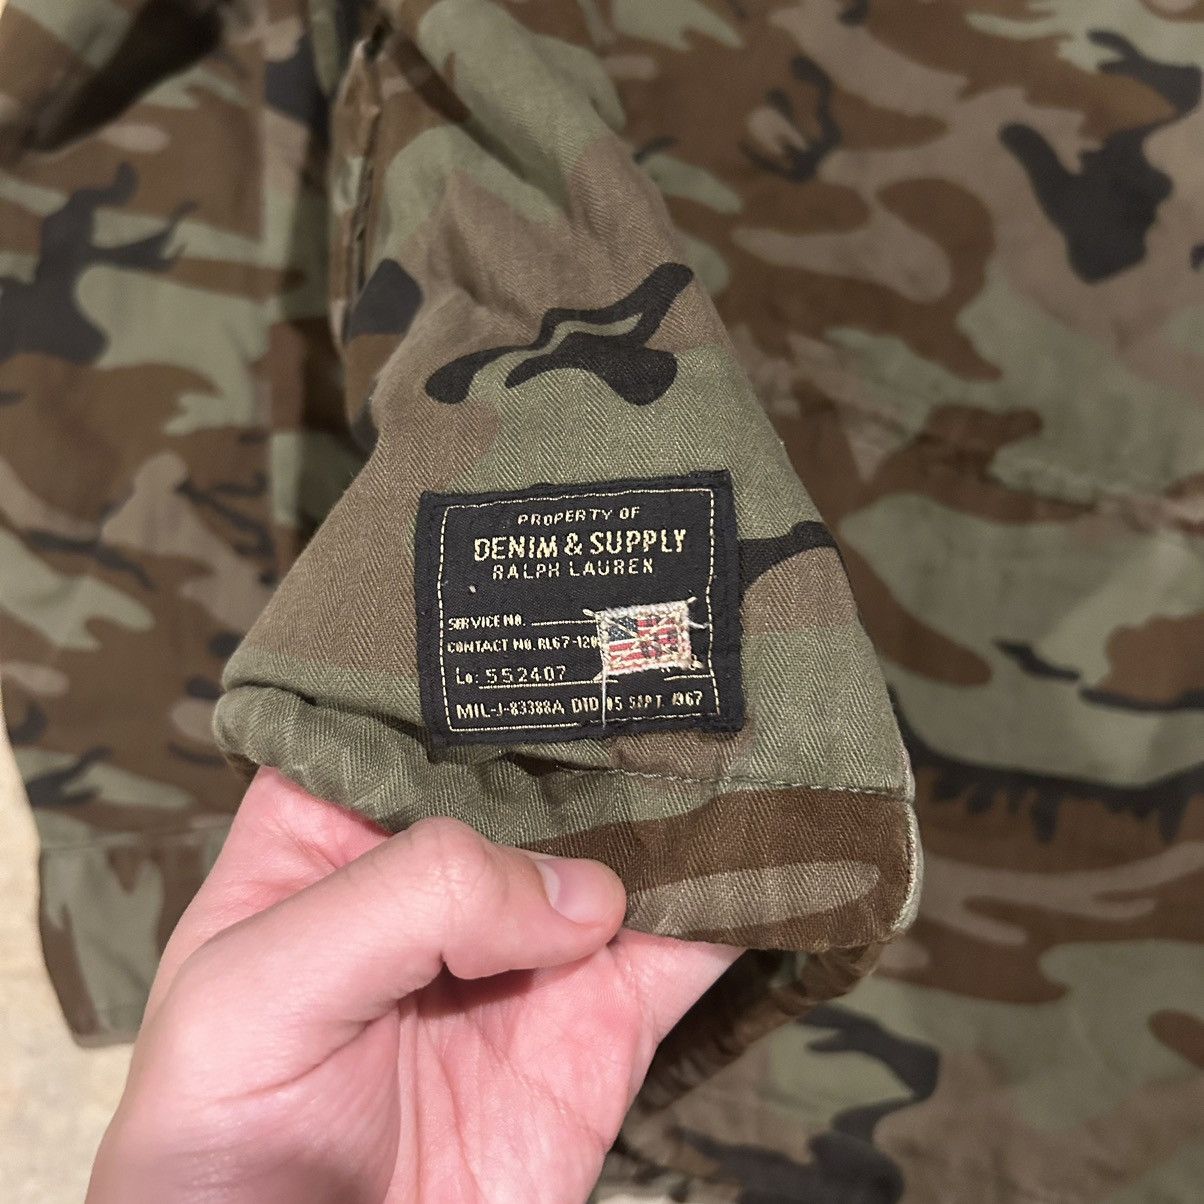 PROPERTY OF
DENIM & SUPPLY
RALPH LAUREN
SERVICE NO.
CONTACT NO. RL67-120
Lo: 552407
MIL-J-83388A DTD 05 SEPT 1967